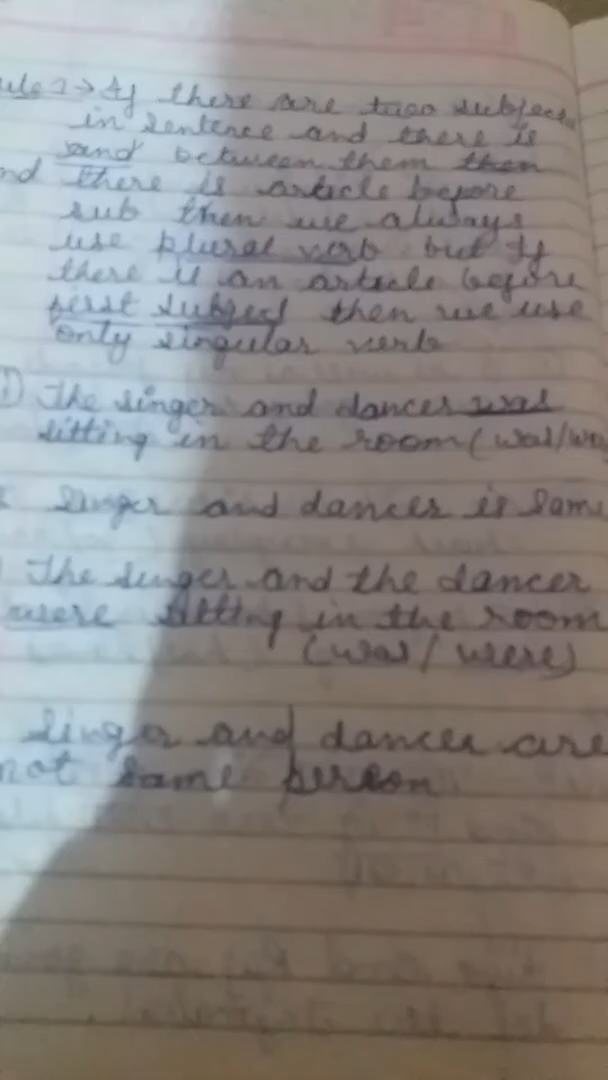 Rule 1 → If there are two subjects
in sentence and there is
and between them then
and there is article before
sub then we always
use plural verb but if
there is an article before
first subject then we use
only singular verb
1) The singer and dancer was
sitting in the room (was/were
singer and dancer is same
The singer and the dancer
were sitting in the room
(was/were)
singer and dancer are
not same person